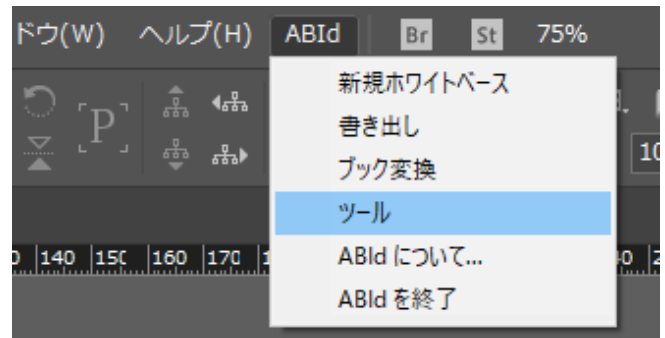 ドウ(W) ヘルプ(H) ABId Br St 75%
新規ホワイトベース
書き出し
ブック変換
ツール
ABId について...
ABId を終了
P
10
140 150 160 170